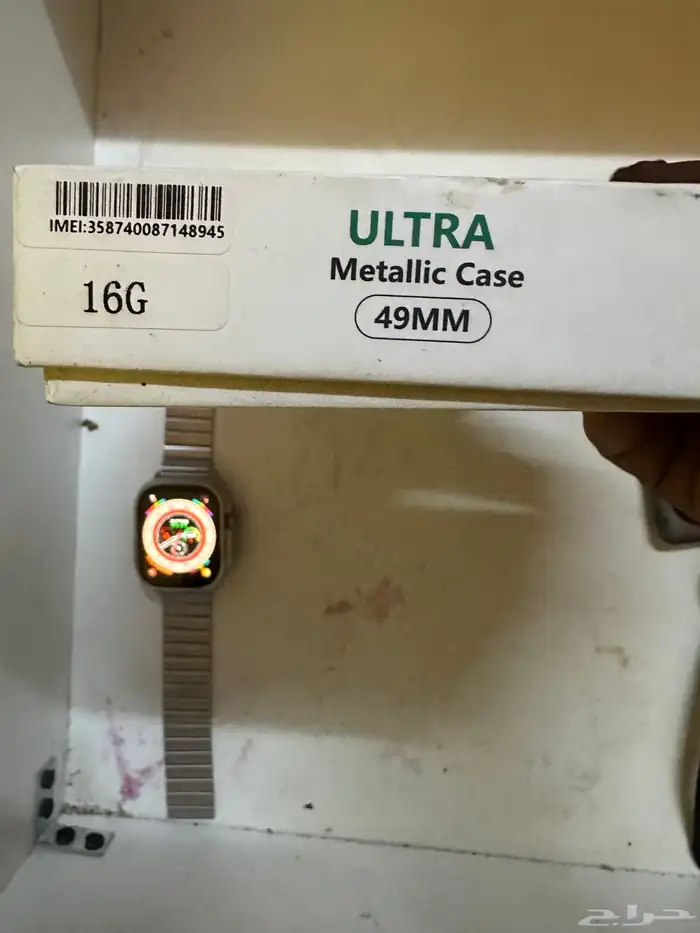 IMEI:358740087148945
16G
ULTRA
Metallic Case
49MM
حراج